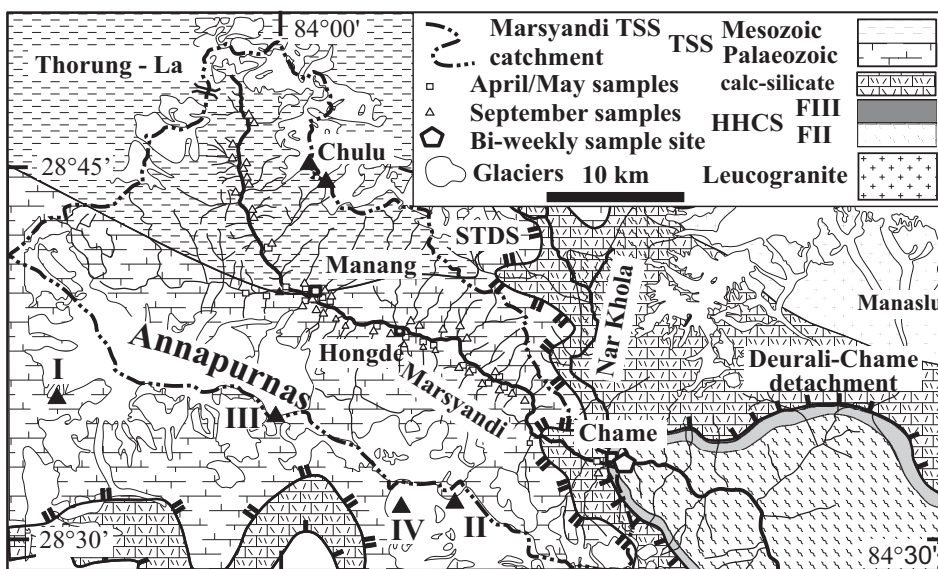 84°00'
Thorung - La
Chulu
28°45'
Marsyandi TSS
catchment
April/May samples
September samples
Bi-weekly sample site
Glaciers
10 km
TSS
Mesozoic
Palaeozoic
calc-silicate
HHCS
FIII
FII
Leucogranite
STDS
Manang
Nar Khola
Manaslu
Hongde
Annapurnas
Marsyandi
Deurali-Chame
detachment
I
III
Chame
IV
II
28°30'
84°30'